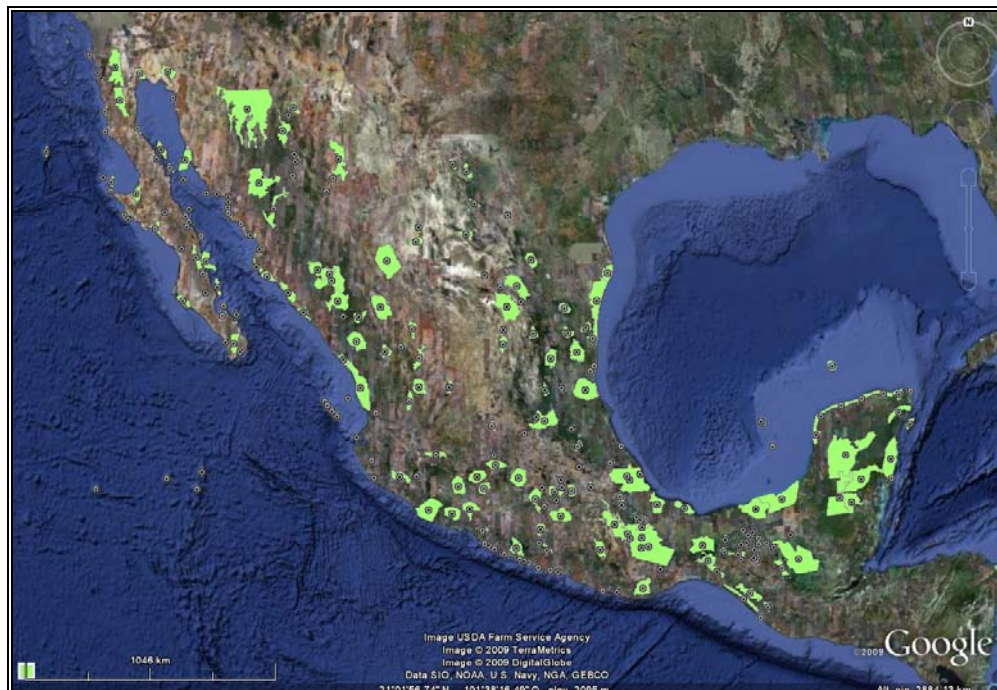 N
Image USDA Farm Service Agency
Image © 2009 TerraMetrics
Image © 2009 DigitalGlobe
Data SIO, NOAA, U.S. Navy, NGA, GEBCO
©2009 Google
1046 km